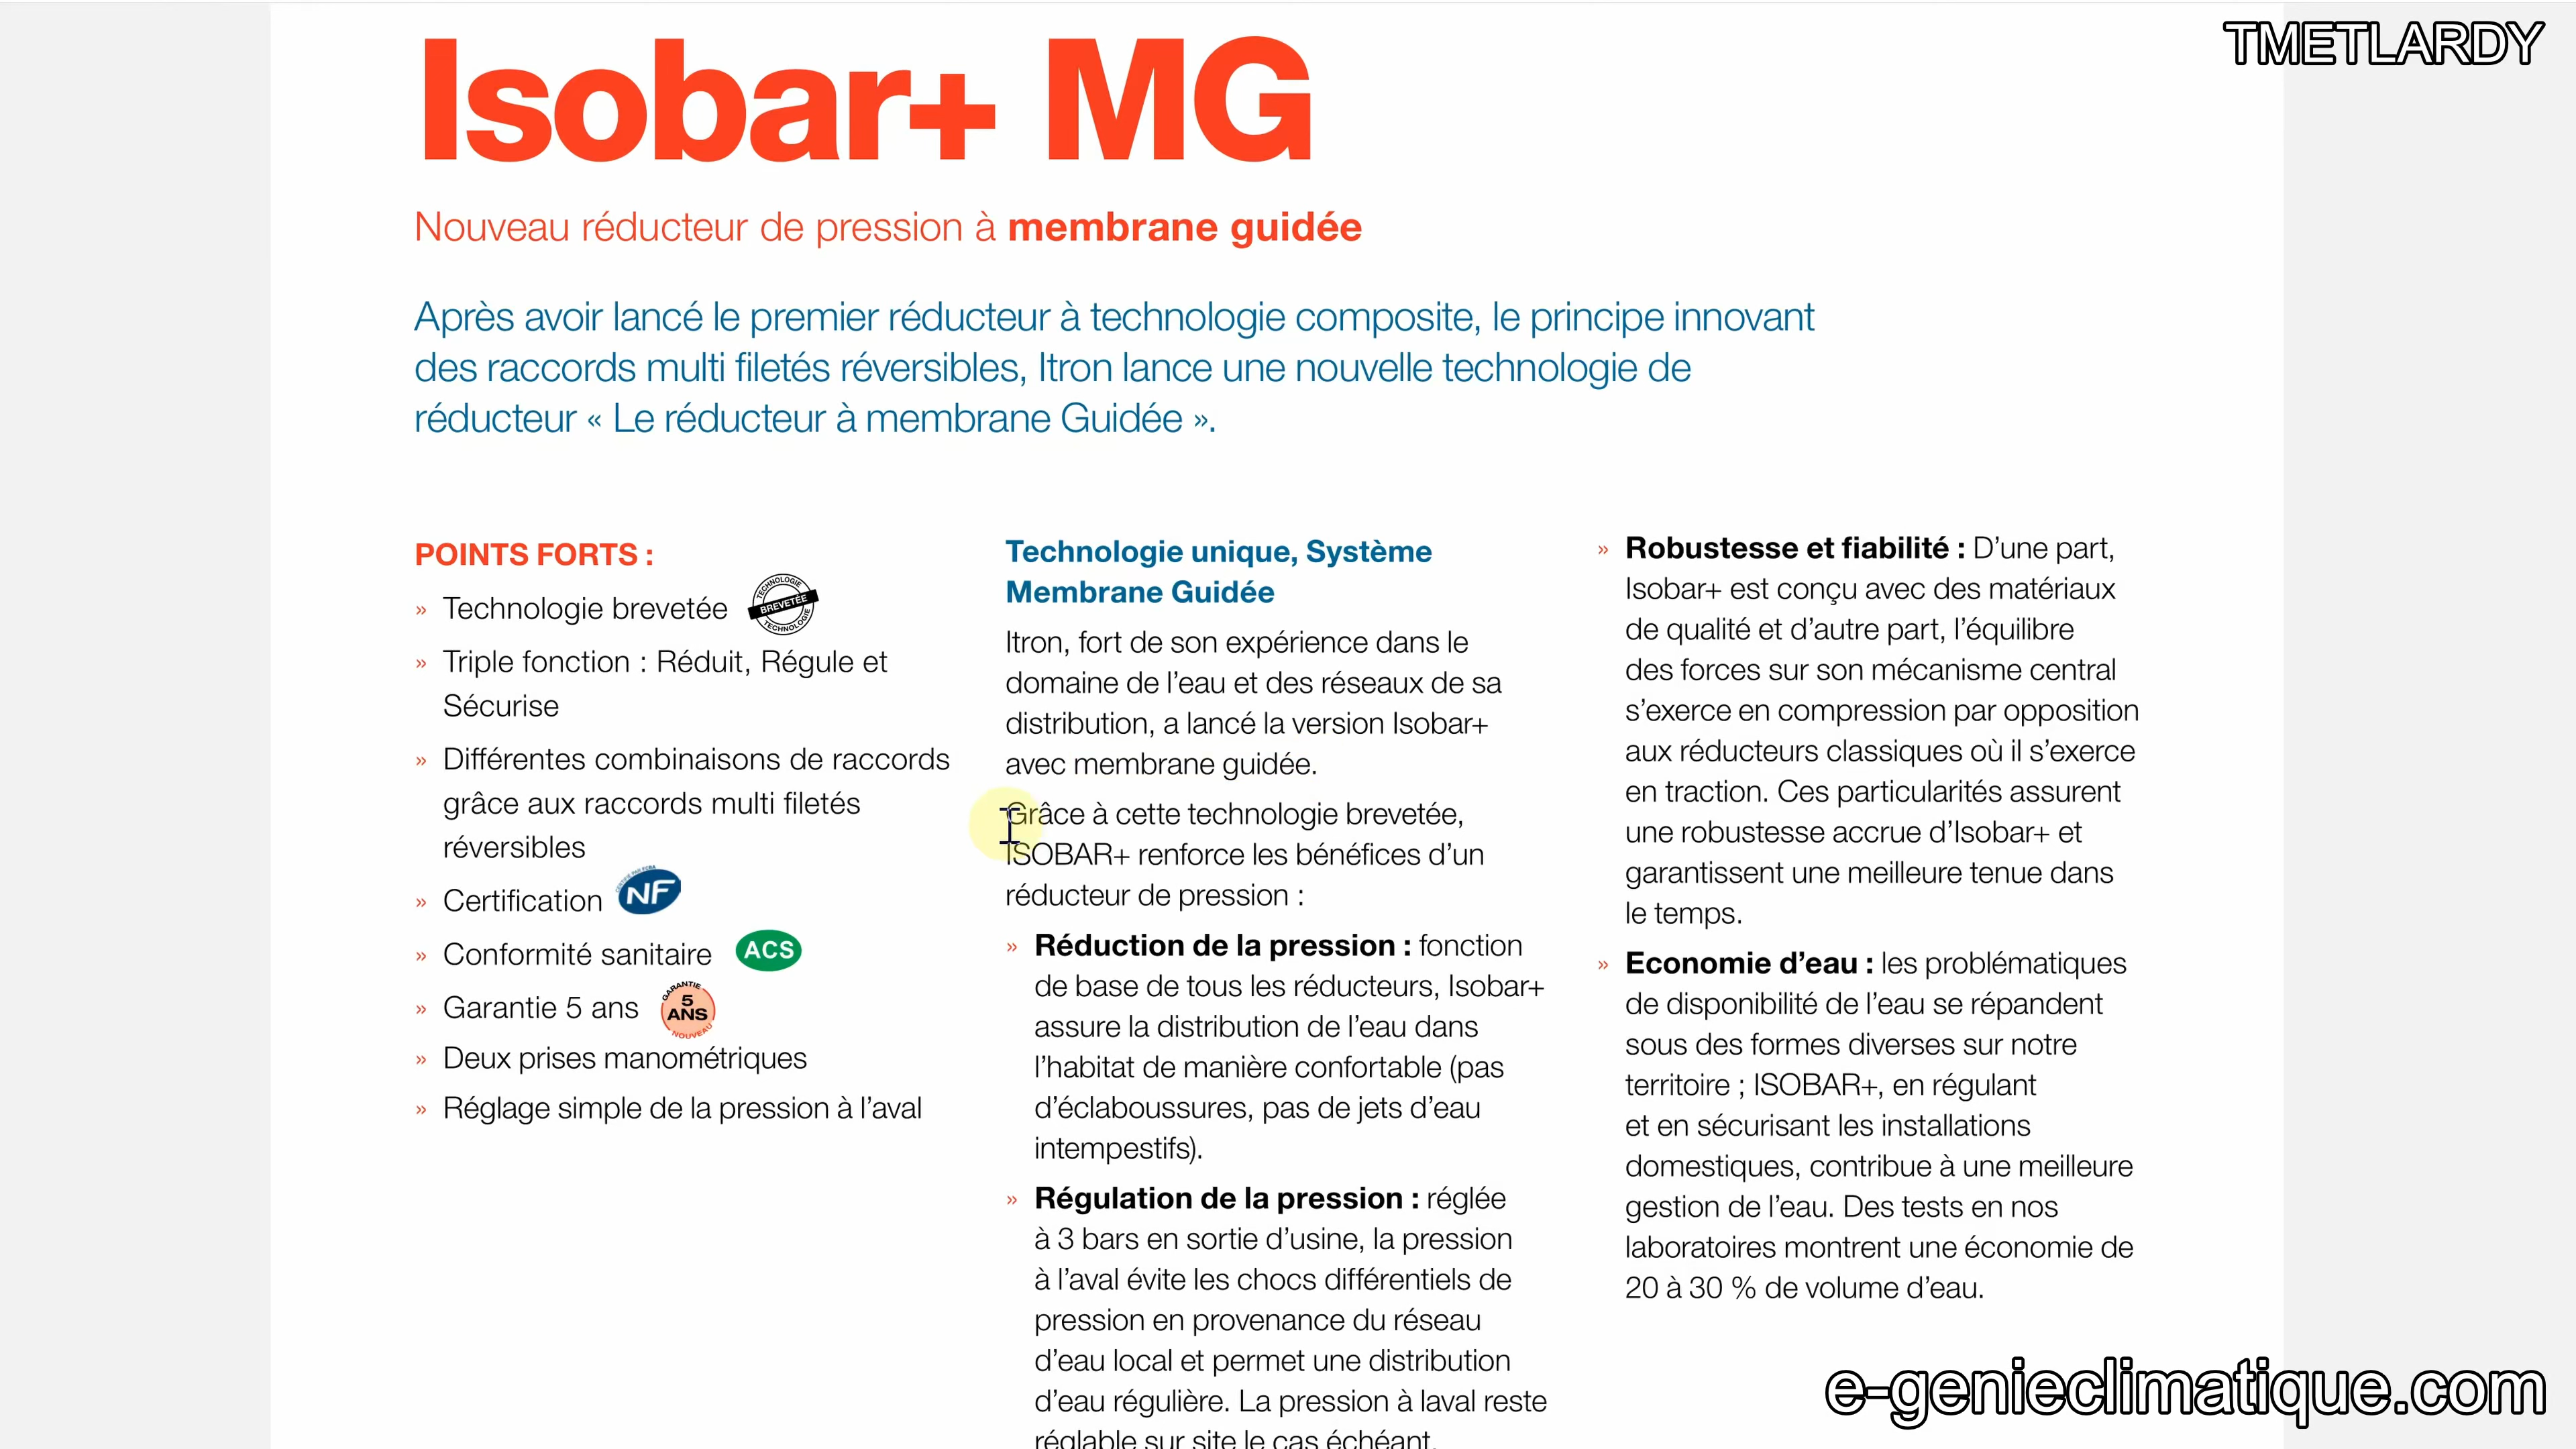 TMETLARDY
Isobar+ MG
Nouveau réducteur de pression à membrane guidée
Après avoir lancé le premier réducteur à technologie composite, le principe innovant
des raccords multi filetés réversibles, Itron lance une nouvelle technologie de
réducteur « Le réducteur à membrane Guidée ».
POINTS FORTS :
» Technologie brevetée
TECHNOLOGIE
BREVETÉE
TECHNOLOGIE
» Triple fonction : Réduit, Régule et
Sécurise
» Différentes combinaisons de raccords
grâce aux raccords multi filetés
réversibles
» Certification
NF
» Conformité sanitaire
ACS
» Garantie 5 ans
GARANTIE
5
ANS
NOUVEAU
» Deux prises manométriques
» Réglage simple de la pression à l’aval
Technologie unique, Système
Membrane Guidée
Itron, fort de son expérience dans le
domaine de l’eau et des réseaux de sa
distribution, a lancé la version Isobar+
avec membrane guidée.
Grâce à cette technologie brevetée,
ISOBAR+ renforce les bénéfices d’un
réducteur de pression :
» Réduction de la pression : fonction
de base de tous les réducteurs, Isobar+
assure la distribution de l’eau dans
l’habitat de manière confortable (pas
d’éclaboussures, pas de jets d’eau
intempestifs).
» Régulation de la pression : réglée
à 3 bars en sortie d’usine, la pression
à l’aval évite les chocs différentiels de
pression en provenance du réseau
d’eau local et permet une distribution
d’eau régulière. La pression à laval reste
réglable sur site le cas échéant.
» Robustesse et fiabilité : D’une part,
Isobar+ est conçu avec des matériaux
de qualité et d’autre part, l’équilibre
des forces sur son mécanisme central
s’exerce en compression par opposition
aux réducteurs classiques où il s’exerce
en traction. Ces particularités assurent
une robustesse accrue d’Isobar+ et
garantissent une meilleure tenue dans
le temps.
» Economie d’eau : les problématiques
de disponibilité de l’eau se répandent
sous des formes diverses sur notre
territoire ; ISOBAR+, en régulant
et en sécurisant les installations
domestiques, contribue à une meilleure
gestion de l’eau. Des tests en nos
laboratoires montrent une économie de
20 à 30 % de volume d’eau.
e-genieclimatique.com